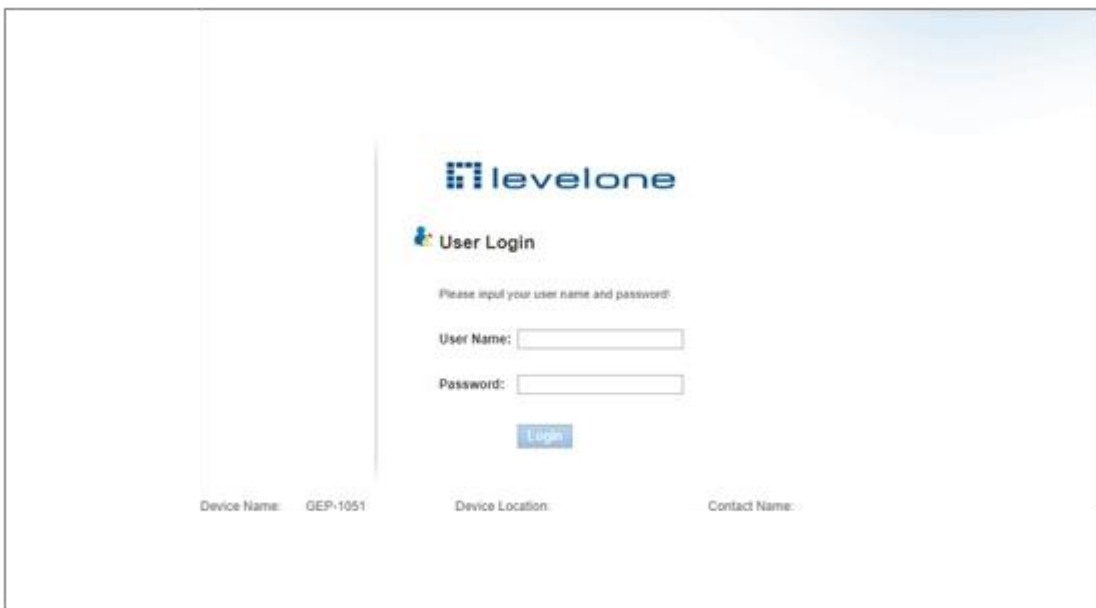 levelone
User Login
Please input your user name and password!
User Name:
Password:
Login
Device Name: GEP-1051 Device Location: Contact Name: